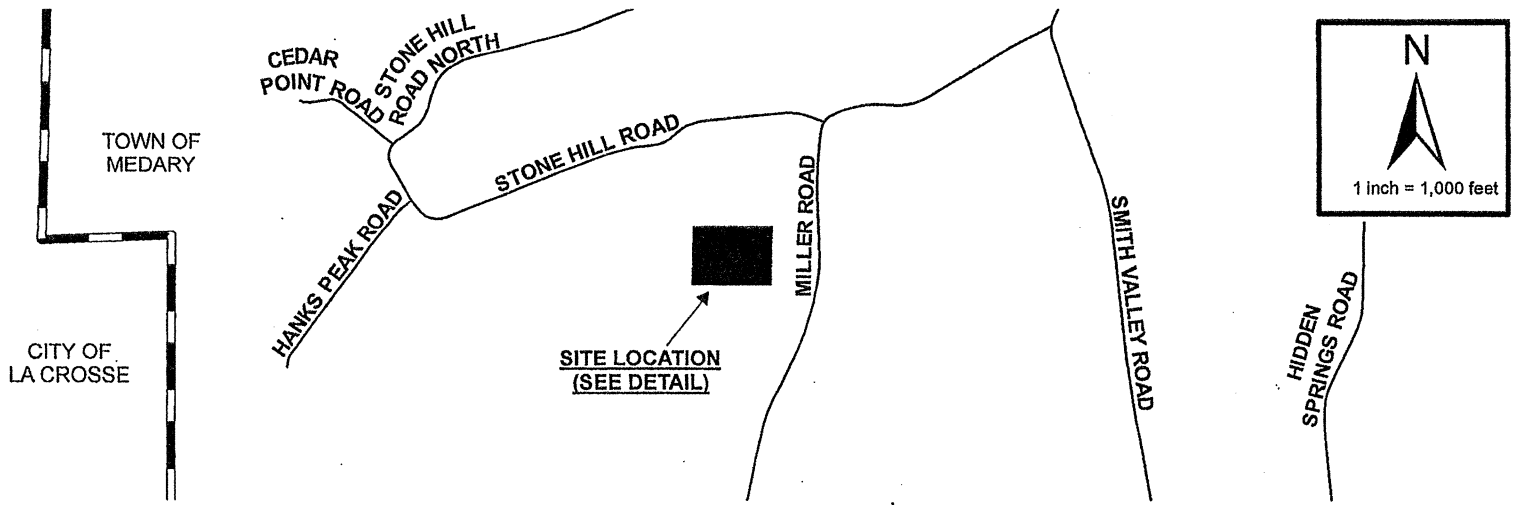 CEDAR
POINT ROAD
STONE HILL
ROAD NORTH
N
1 inch = 1,000 feet
TOWN OF
MEDARY
STONE HILL ROAD
MILLER ROAD
SMITH VALLEY ROAD
HANKS PEAK ROAD
HIDDEN
SPRINGS ROAD
CITY OF
LA CROSSE
SITE LOCATION
(SEE DETAIL)